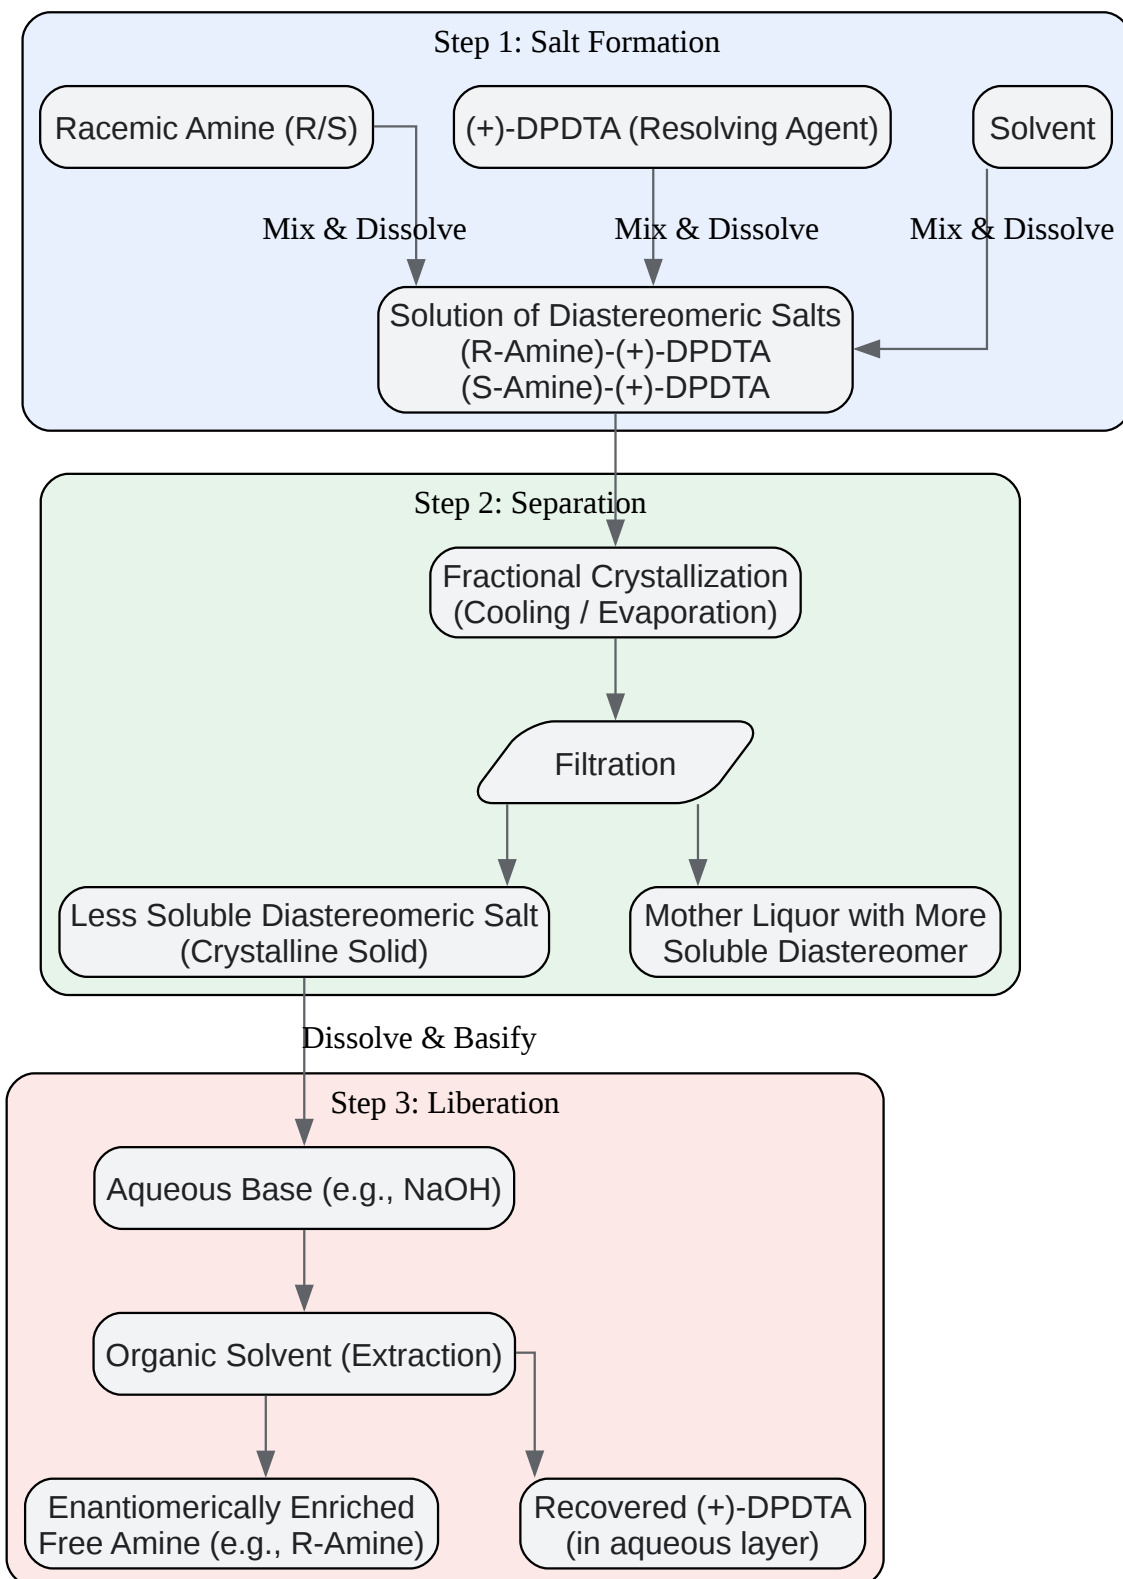 Step 1: Salt Formation
Racemic Amine (R/S)
(+)-DPDTA (Resolving Agent)
Solvent
Mix & Dissolve
Mix & Dissolve
Mix & Dissolve
Solution of Diastereomeric Salts
(R-Amine)-(+)-DPDTA
(S-Amine)-(+)-DPDTA
Step 2: Separation
Fractional Crystallization
(Cooling / Evaporation)
Filtration
Less Soluble Diastereomeric Salt
(Crystalline Solid)
Mother Liquor with More
Soluble Diastereomer
Dissolve & Basify
Step 3: Liberation
Aqueous Base (e.g., NaOH)
Organic Solvent (Extraction)
Enantiomerically Enriched
Free Amine (e.g., R-Amine)
Recovered (+)-DPDTA
(in aqueous layer)